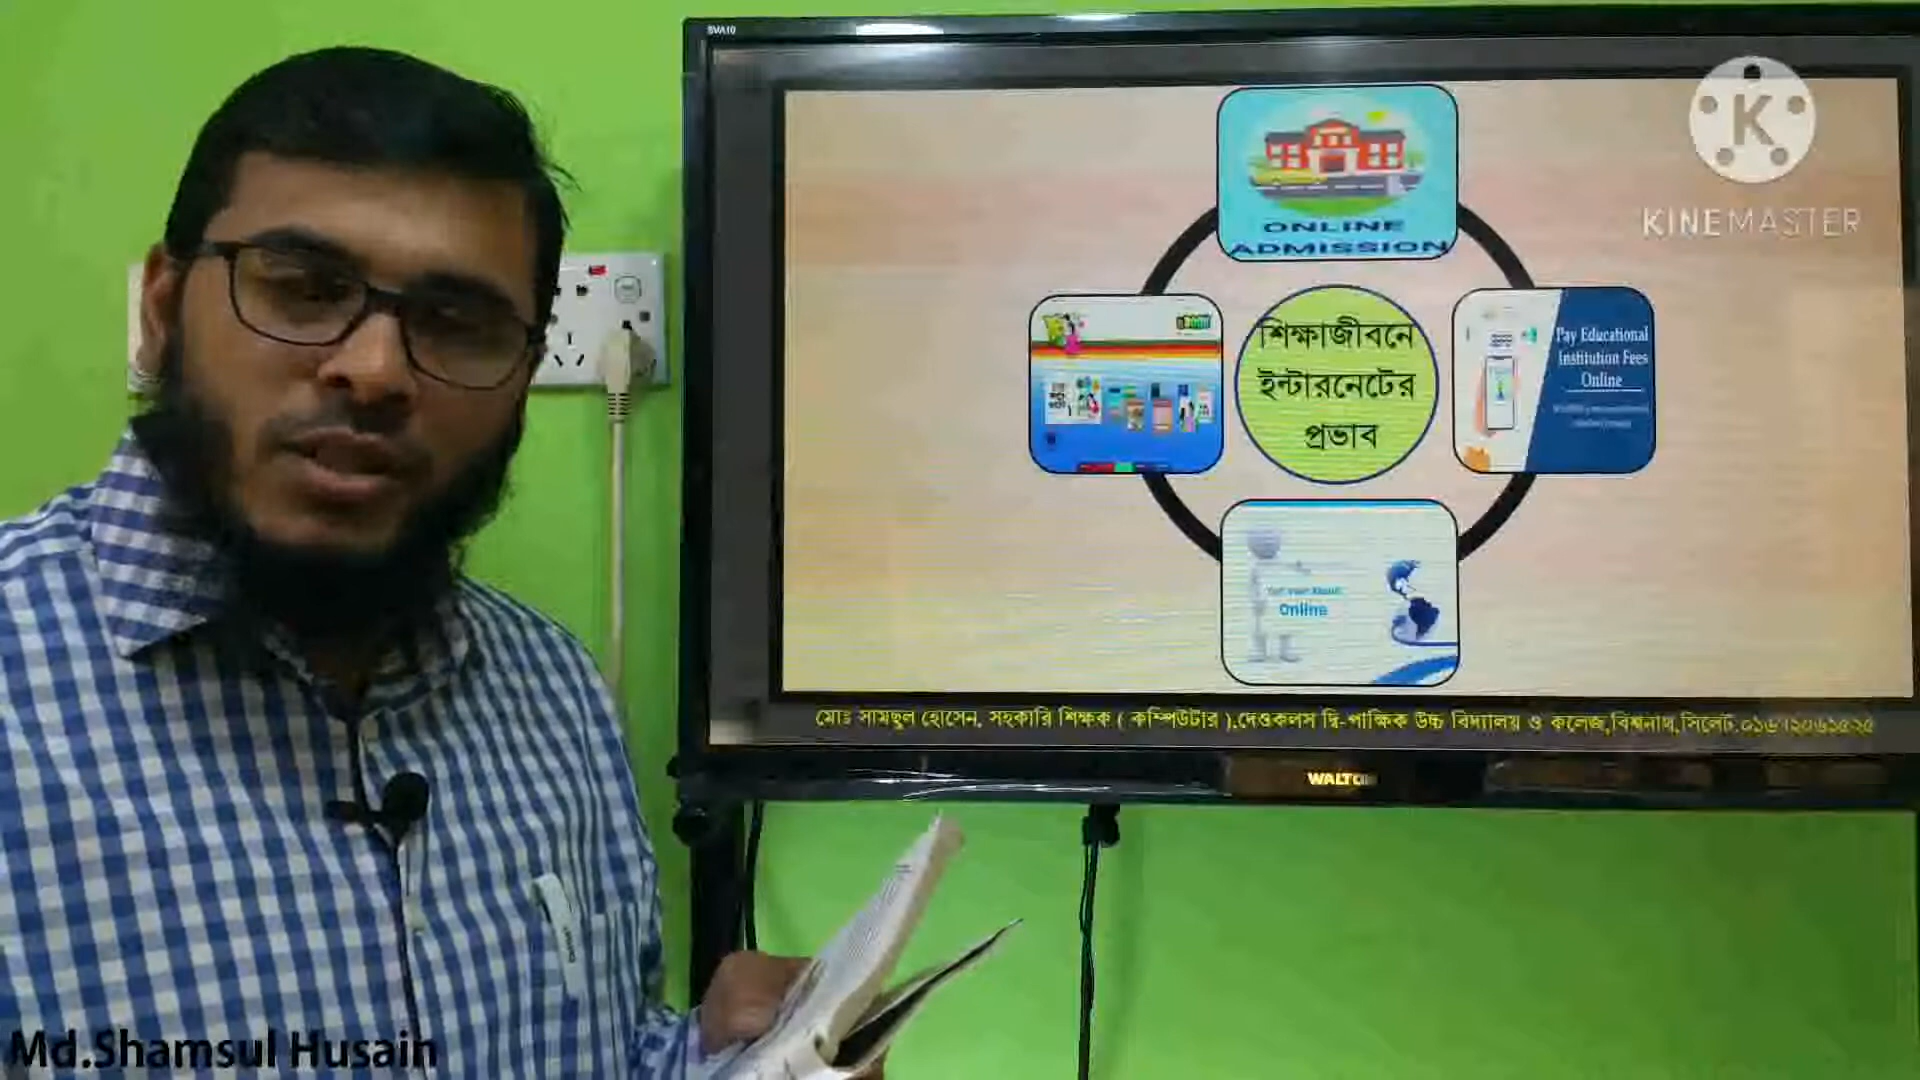 SVA10
KINEMASTER
ONLINE
ADMISSION
শিক্ষাজীবনে
ইন্টারনেটের
প্রভাব
Pay Educational
Institution Fees
Online
Online
মোঃ সামছুল হোসেন, সহকারি শিক্ষক ( কম্পিউটার ),দেওকলস দ্বি-পাক্ষিক উচ্চ বিদ্যালয় ও কলেজ,বিশ্বনাথ,সিলেট
WALTON
Md.Shamsul Husain